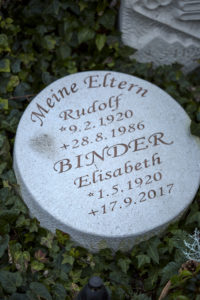 Meine Eltern
Rudolf
*9.2.1920
+28.8.1986
BINDER
Elisabeth
*1.5.1920
+17.9.2017